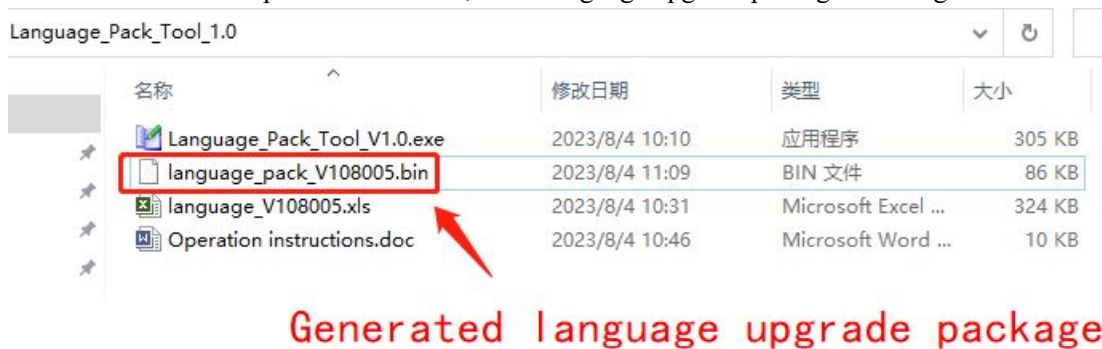 Language_Pack_Tool_1.0
名称 修改日期 类型 大小
Language_Pack_Tool_V1.0.exe 2023/8/4 10:10 应用程序 305 KB
language_pack_V108005.bin 2023/8/4 11:09 BIN 文件 86 KB
language_V108005.xls 2023/8/4 10:31 Microsoft Excel ... 324 KB
Operation instructions.doc 2023/8/4 10:46 Microsoft Word ... 10 KB
Generated language upgrade package